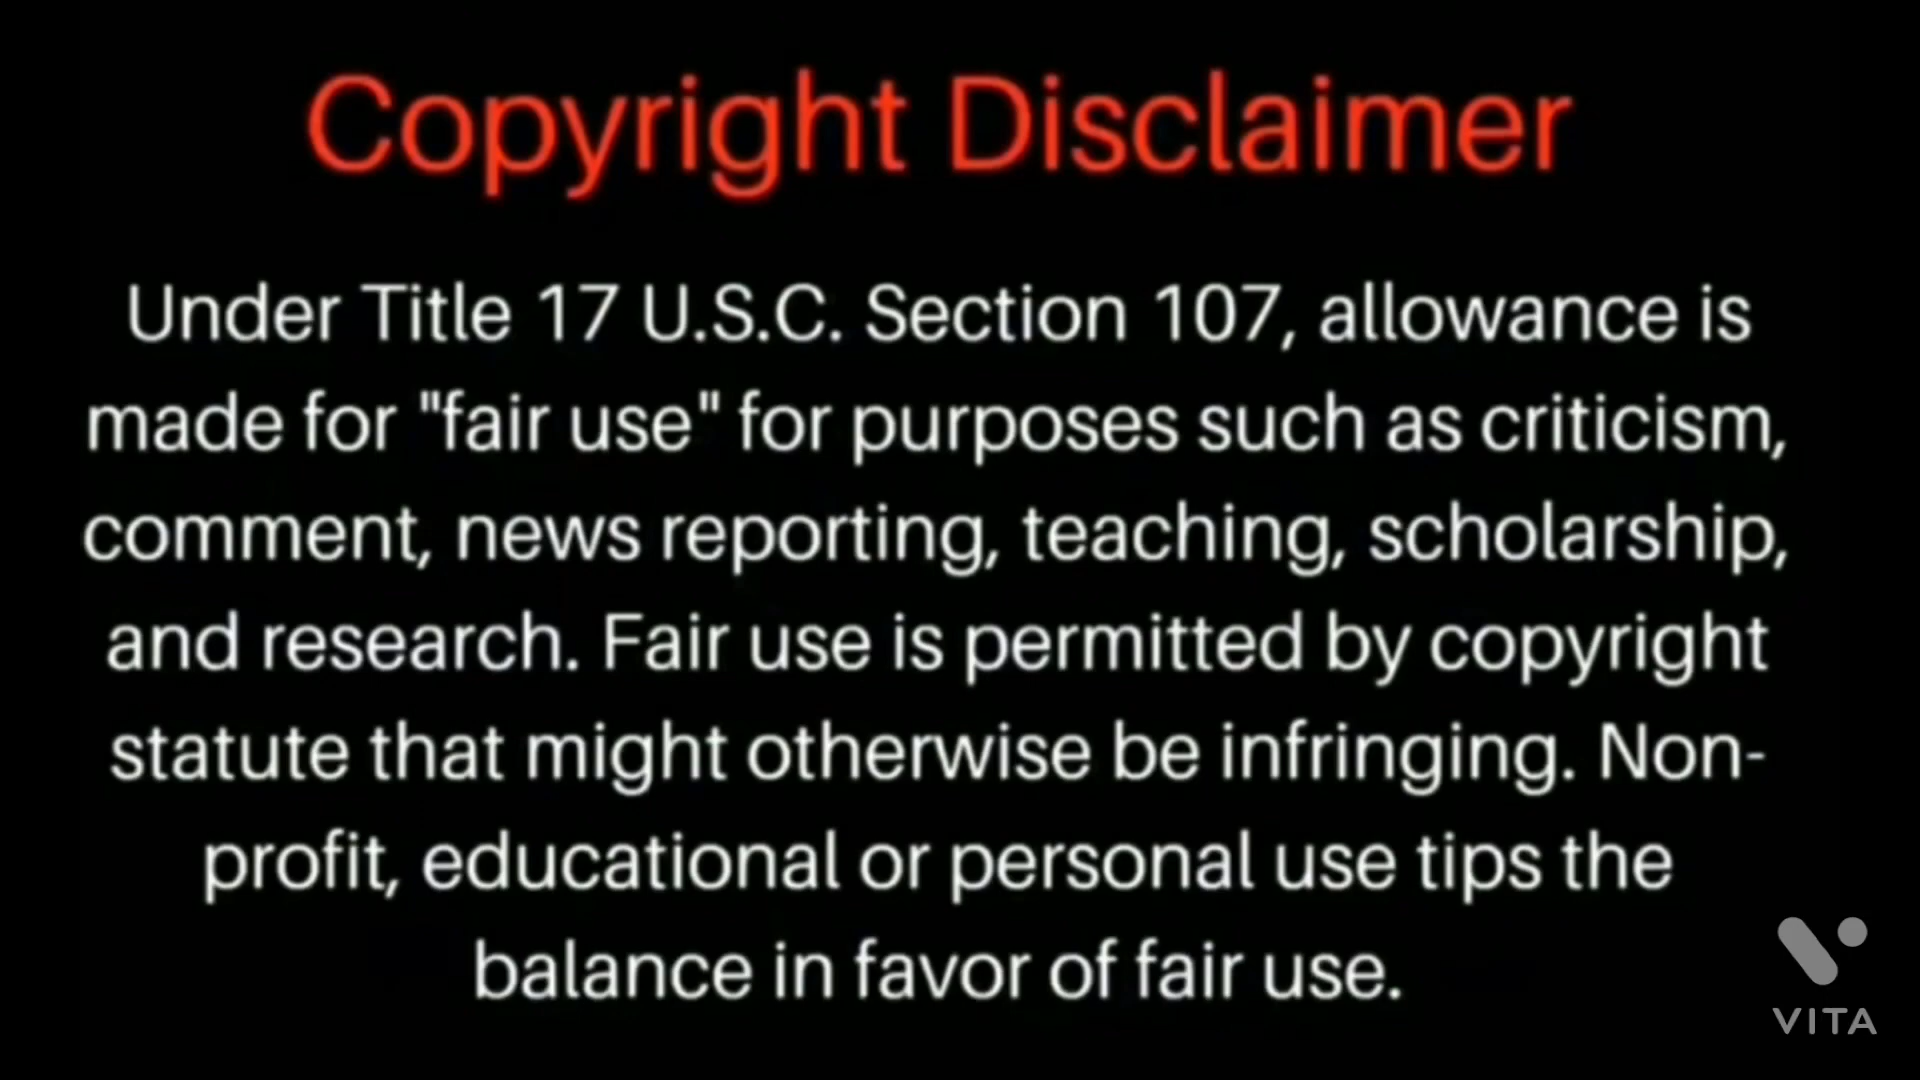 Copyright Disclaimer
Under Title 17 U.S.C. Section 107, allowance is
made for "fair use" for purposes such as criticism,
comment, news reporting, teaching, scholarship,
and research. Fair use is permitted by copyright
statute that might otherwise be infringing. Non-
profit, educational or personal use tips the
balance in favor of fair use.
VITA